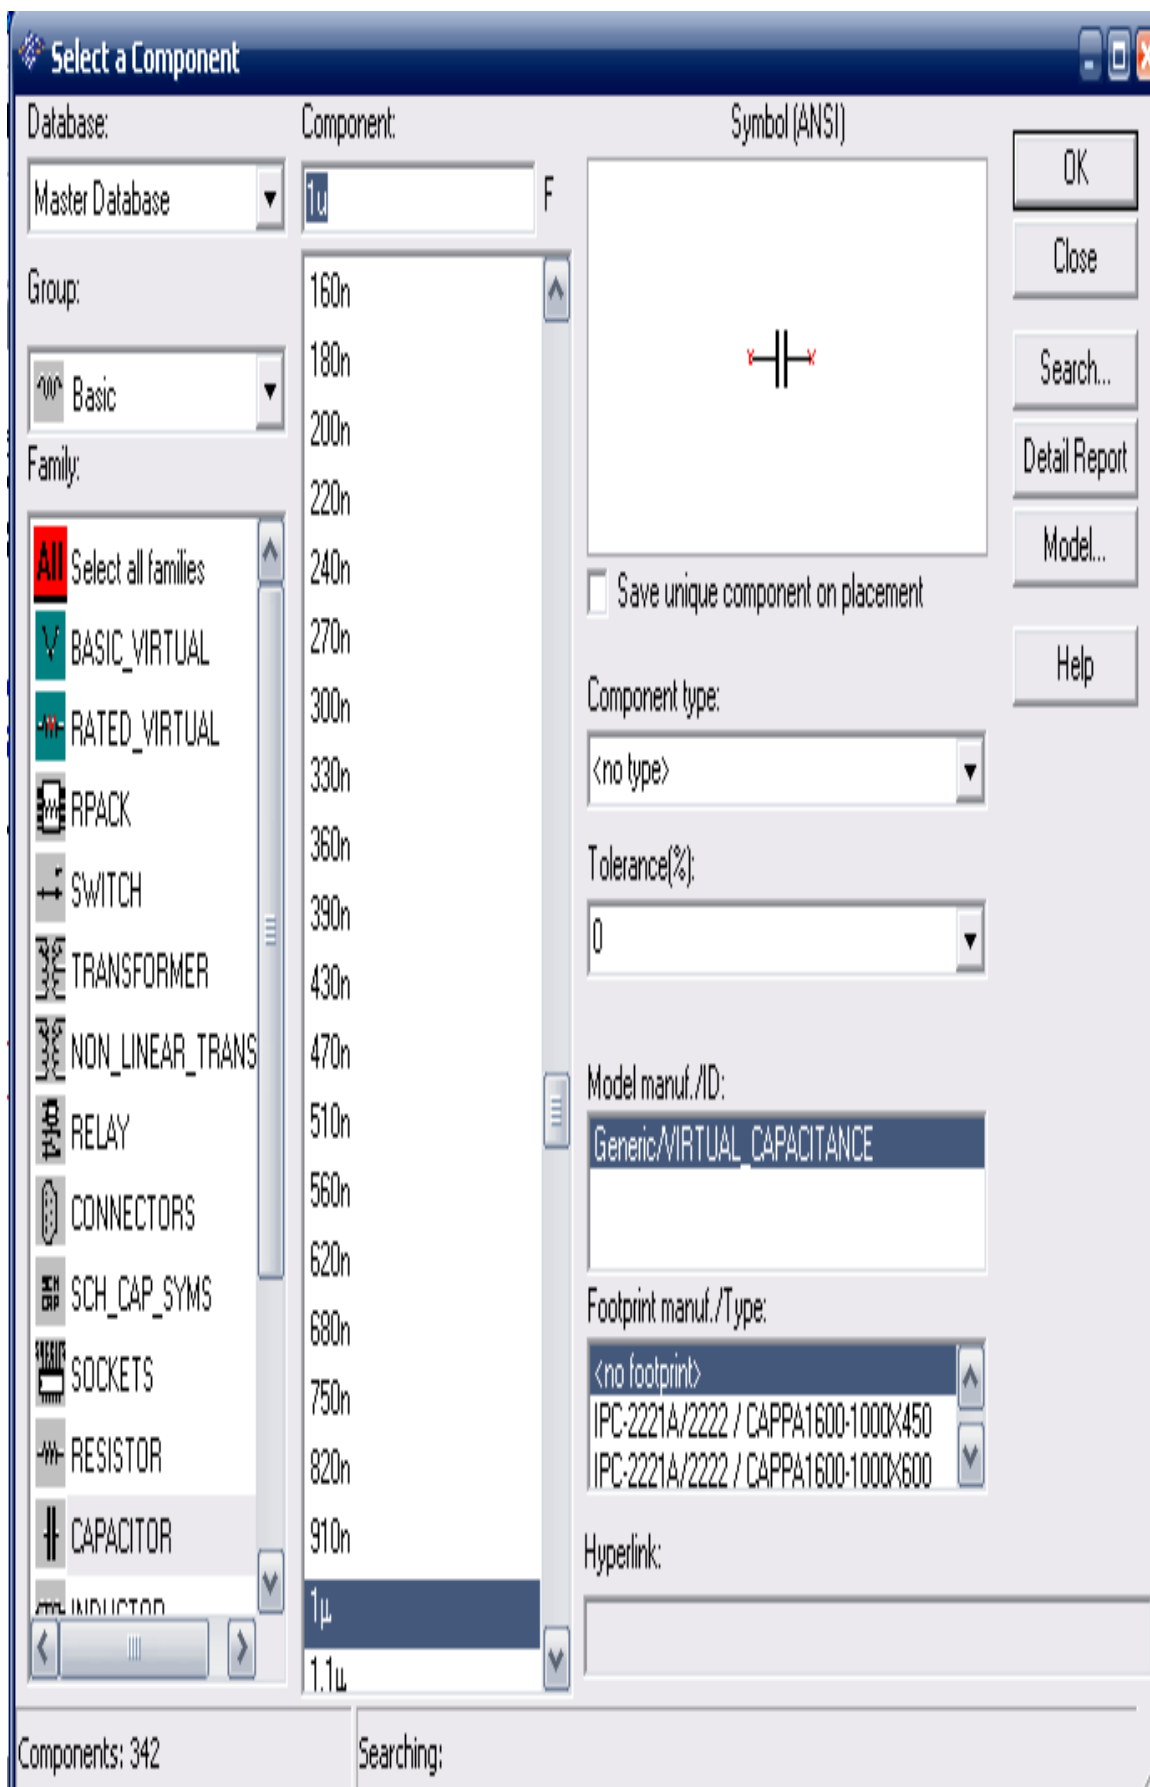 Select a Component
Database:
Master Database
Group:
Basic
Family:
All Select all families
BASIC_VIRTUAL
RATED_VIRTUAL
RPACK
SWITCH
TRANSFORMER
NON_LINEAR_TRANS
RELAY
CONNECTORS
SCH_CAP_SYMS
SOCKETS
RESISTOR
CAPACITOR
INDUCTOR
Component:
1u F
160n
180n
200n
220n
240n
270n
300n
330n
360n
390n
430n
470n
510n
560n
620n
680n
750n
820n
910n
1µ
1.1µ
Symbol (ANSI)
Save unique component on placement
Component type:
<no type>
Tolerance(%):
0
Model manuf./ID:
Generic/VIRTUAL_CAPACITANCE
Footprint manuf./Type:
<no footprint>
IPC-2221A/2222 / CAPPA1600-1000X450
IPC-2221A/2222 / CAPPA1600-1000X600
Hyperlink:
OK
Close
Search...
Detail Report
Model...
Help
Components: 342
Searching: